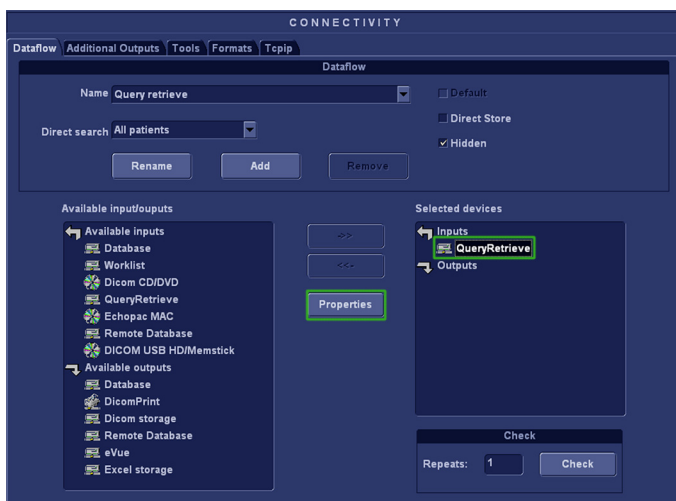 CONNECTIVITY
Dataflow Additional Outputs Tools Formats Tcpip
Dataflow
Name Query retrieve
Default
Direct search All patients
Direct Store
Hidden
Rename Add Remove
Available input/ouputs
Selected devices
Available inputs
Database
Worklist
Dicom CD/DVD
QueryRetrieve
Echopac MAC
Remote Database
DICOM USB HD/Memstick
Available outputs
Database
DicomPrint
Dicom storage
Remote Database
eVue
Excel storage
->>
<<-
Properties
Inputs
QueryRetrieve
Outputs
Check
Repeats: 1 Check